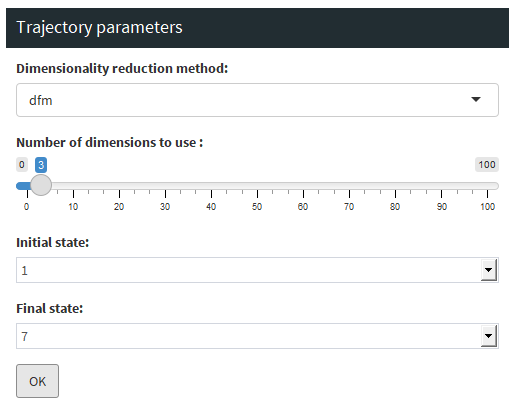 Trajectory parameters
Dimensionality reduction method:
dfm
Number of dimensions to use :
0 3 100
0 10 20 30 40 50 60 70 80 90 100
Initial state:
1
Final state:
7
OK